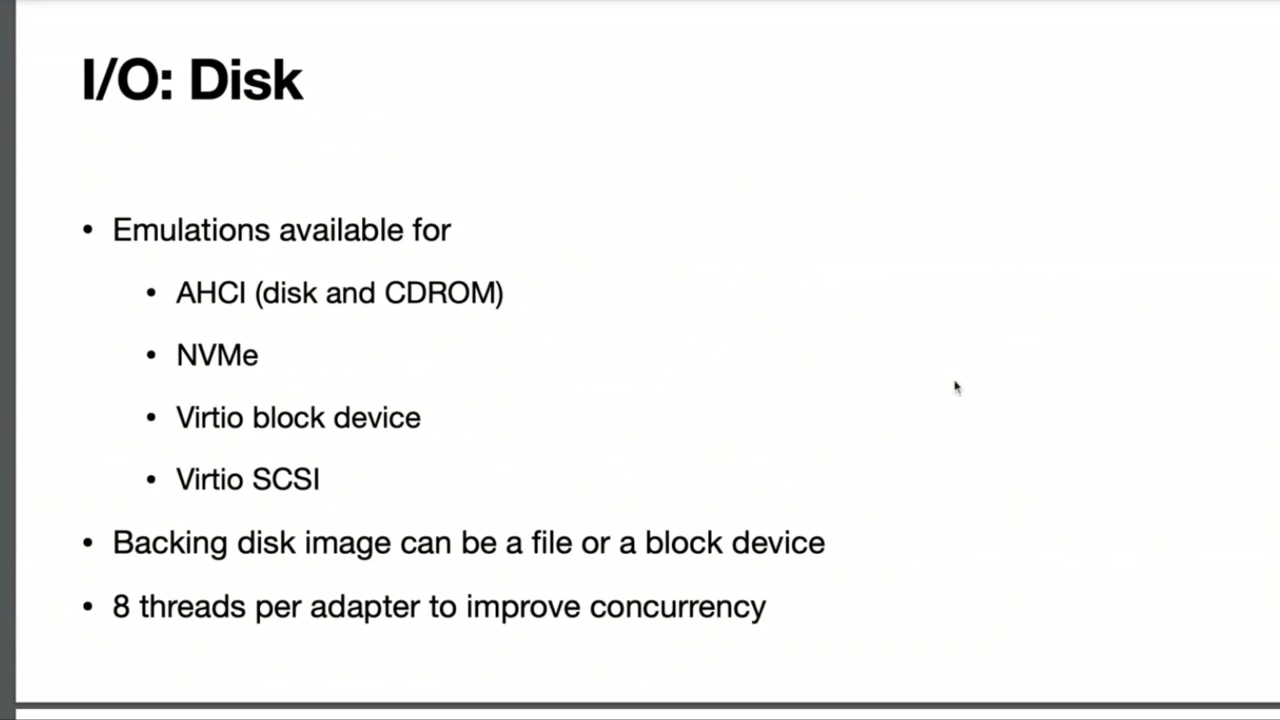 I/O: Disk
• Emulations available for
• AHCI (disk and CDROM)
• NVMe
• Virtio block device
• Virtio SCSI
• Backing disk image can be a file or a block device
• 8 threads per adapter to improve concurrency